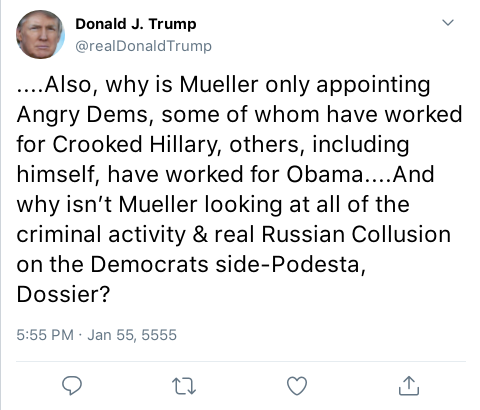 Donald J. Trump
@realDonaldTrump
....Also, why is Mueller only appointing
Angry Dems, some of whom have worked
for Crooked Hillary, others, including
himself, have worked for Obama....And
why isn’t Mueller looking at all of the
criminal activity & real Russian Collusion
on the Democrats side-Podesta,
Dossier?
5:55 PM · Jan 55, 5555